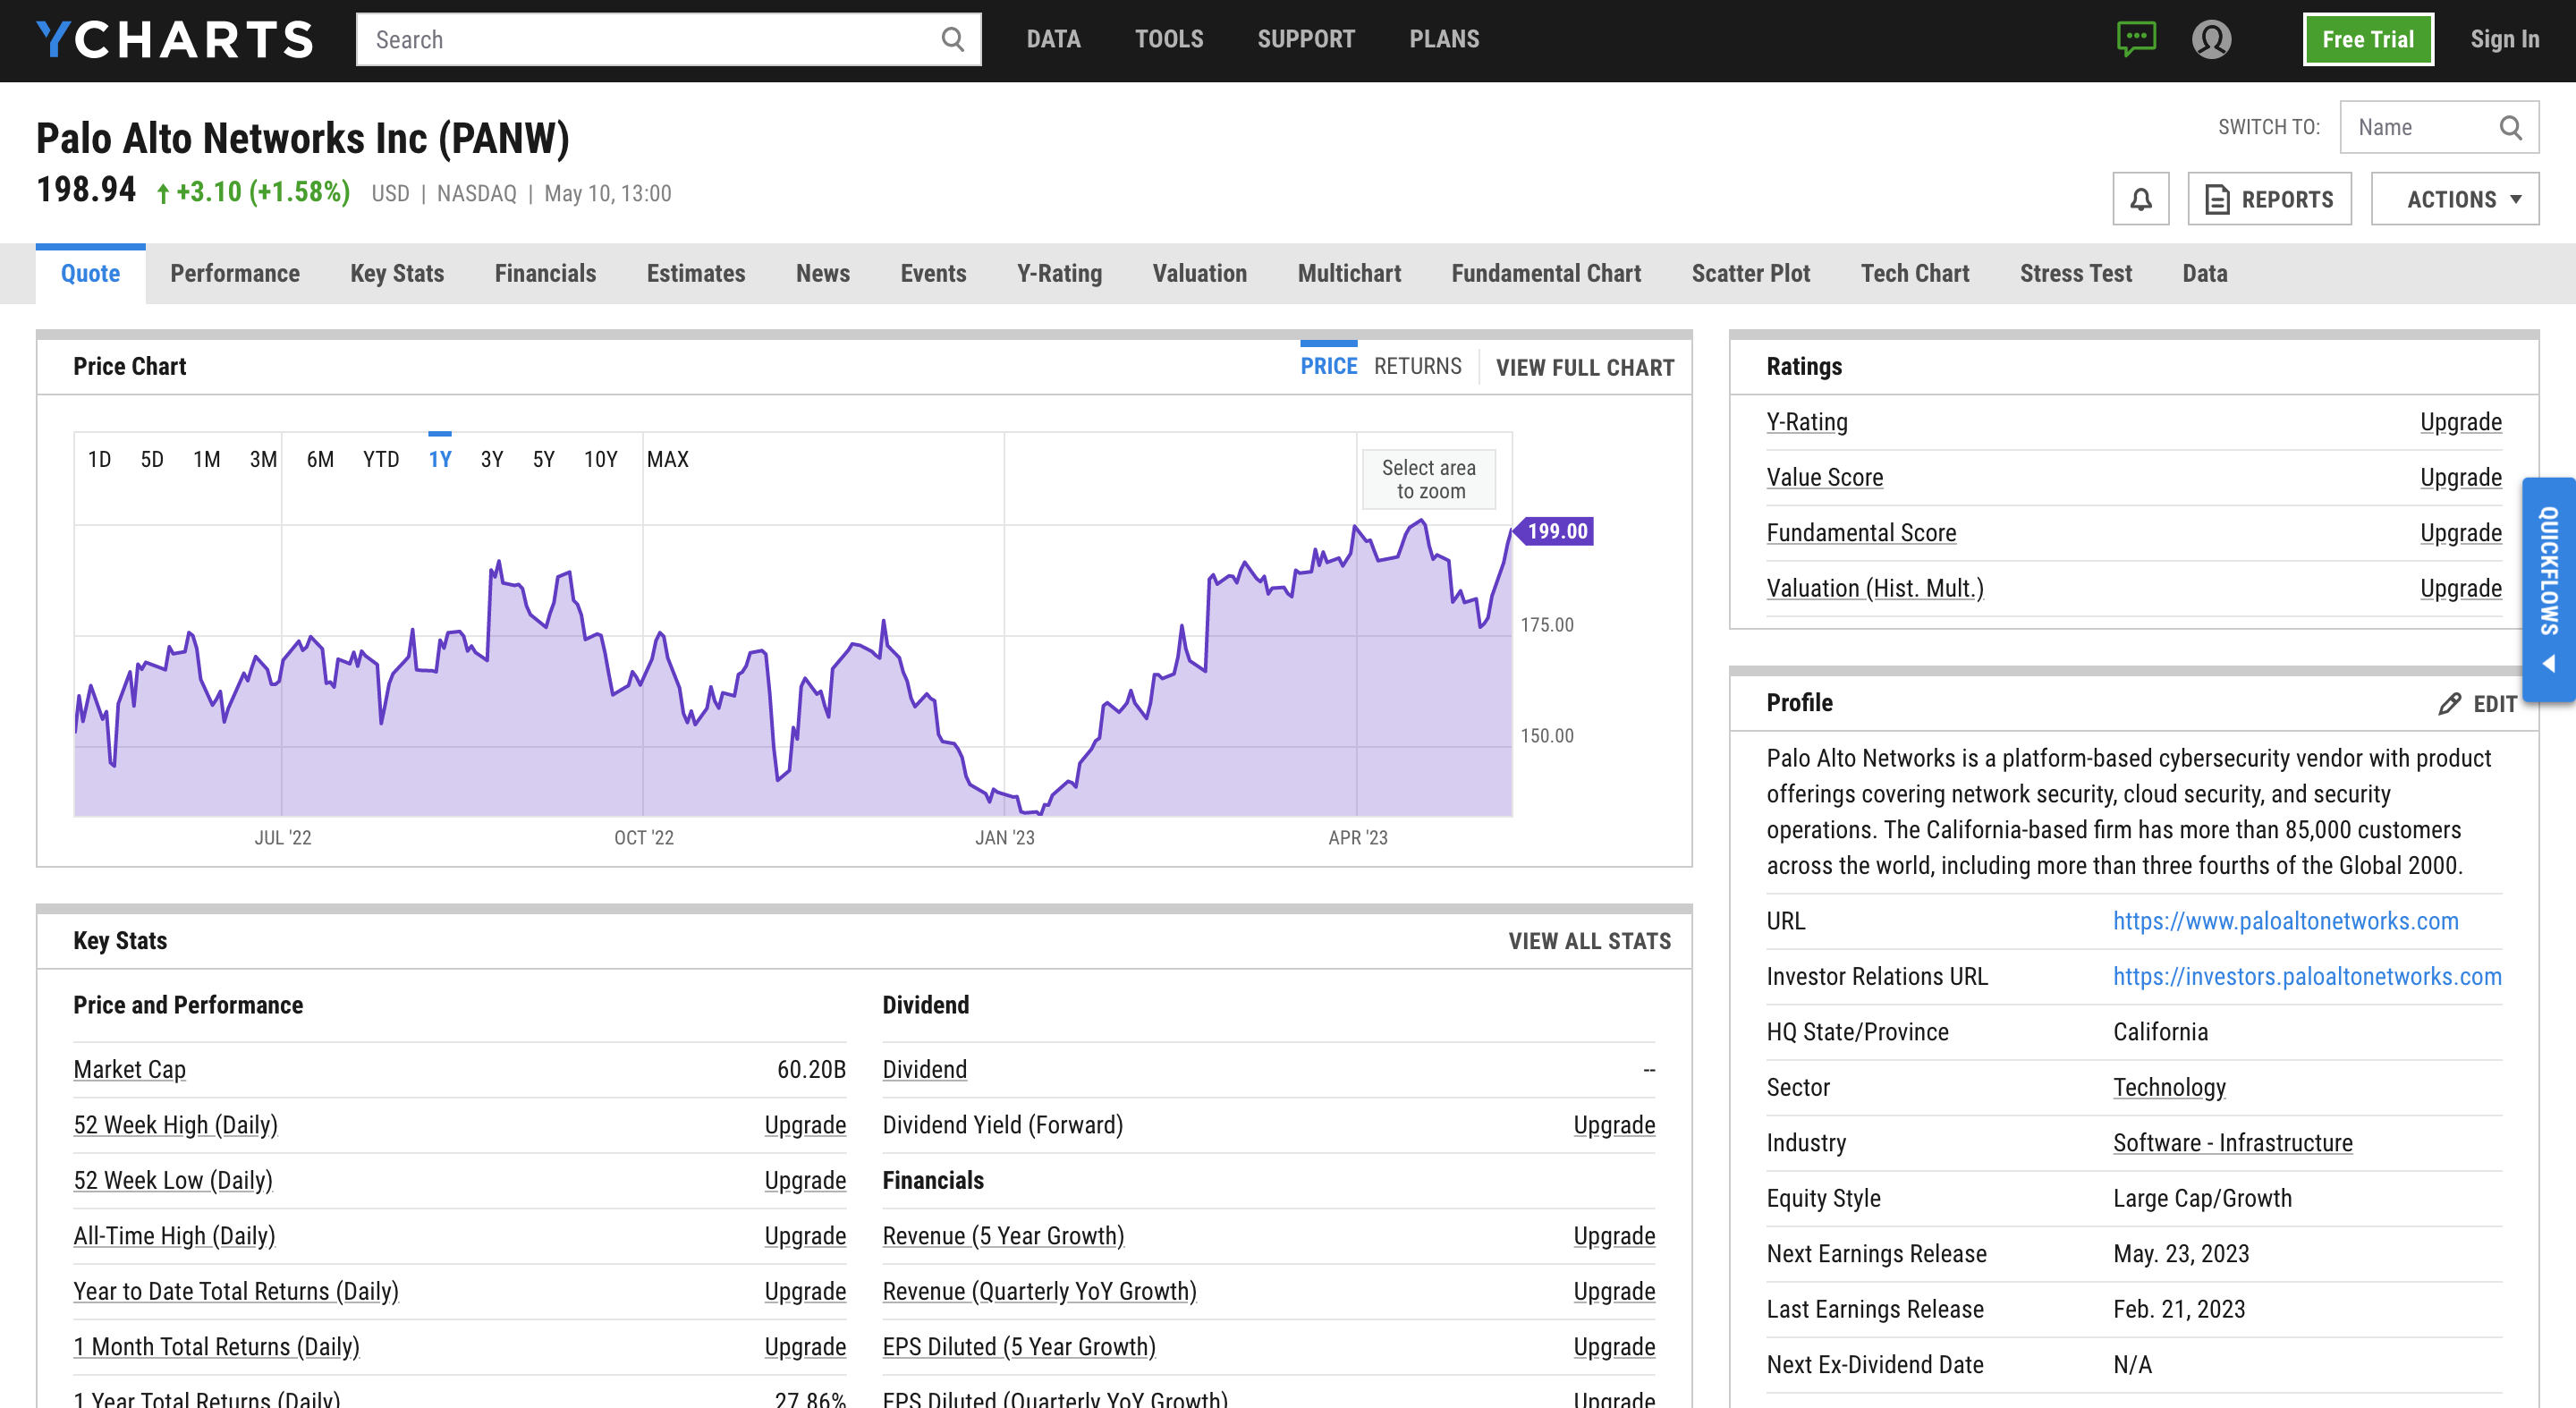 YCHARTS
Search
DATA
TOOLS
SUPPORT
PLANS
Free Trial
Sign In
Palo Alto Networks Inc (PANW)
198.94 +3.10 (+1.58%) USD | NASDAQ | May 10, 13:00
SWITCH TO:
Name
REPORTS
ACTIONS
Quote
Performance
Key Stats
Financials
Estimates
News
Events
Y-Rating
Valuation
Multichart
Fundamental Chart
Scatter Plot
Tech Chart
Stress Test
Data
Price Chart
PRICE
RETURNS
VIEW FULL CHART
1D 5D 1M 3M 6M YTD 1Y 3Y 5Y 10Y MAX
Select area
to zoom
199.00
175.00
150.00
JUL '22
OCT '22
JAN '23
APR '23
Key Stats
VIEW ALL STATS
Price and Performance
Market Cap 60.20B
52 Week High (Daily) Upgrade
52 Week Low (Daily) Upgrade
All-Time High (Daily) Upgrade
Year to Date Total Returns (Daily) Upgrade
1 Month Total Returns (Daily) Upgrade
1 Year Total Returns (Daily) 27.86%
Dividend
Dividend --
Dividend Yield (Forward) Upgrade
Financials
Revenue (5 Year Growth) Upgrade
Revenue (Quarterly YoY Growth) Upgrade
EPS Diluted (5 Year Growth) Upgrade
EPS Diluted (Quarterly YoY Growth) Upgrade
Ratings
Y-Rating Upgrade
Value Score Upgrade
Fundamental Score Upgrade
Valuation (Hist. Mult.) Upgrade
QUICKFLOWS
Profile
EDIT
Palo Alto Networks is a platform-based cybersecurity vendor with product
offerings covering network security, cloud security, and security
operations. The California-based firm has more than 85,000 customers
across the world, including more than three fourths of the Global 2000.
URL https://www.paloaltonetworks.com
Investor Relations URL https://investors.paloaltonetworks.com
HQ State/Province California
Sector Technology
Industry Software - Infrastructure
Equity Style Large Cap/Growth
Next Earnings Release May. 23, 2023
Last Earnings Release Feb. 21, 2023
Next Ex-Dividend Date N/A